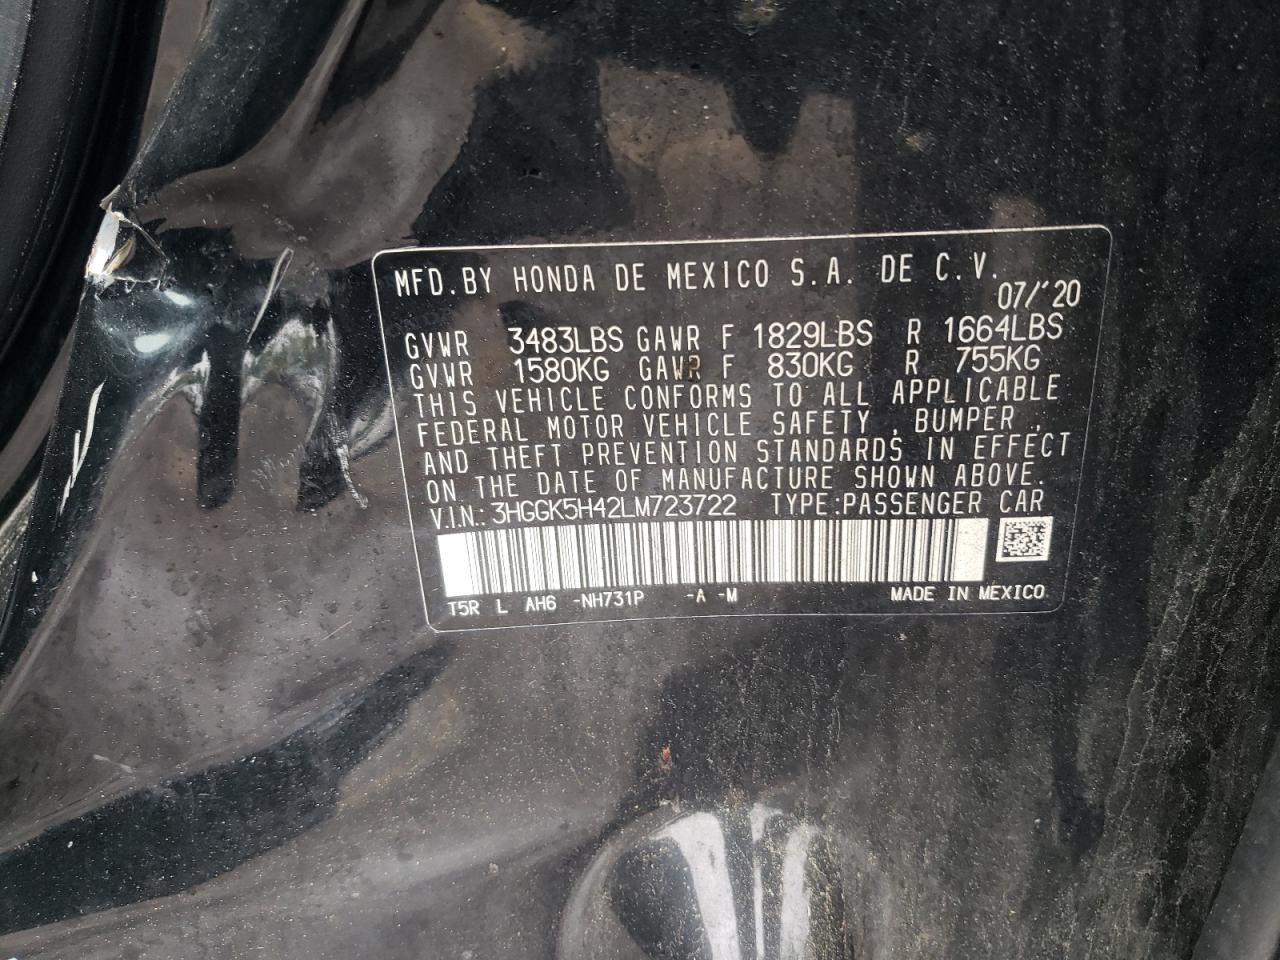 MFD.BY HONDA DE MEXICO S.A. DE C.V.
07/'20
GVWR 3483LBS GAWR F 1829LBS R 1664LBS
GVWR 1580KG GAWR F 830KG R 755KG
THIS VEHICLE CONFORMS TO ALL APPLICABLE
FEDERAL MOTOR VEHICLE SAFETY , BUMPER ,
AND THEFT PREVENTION STANDARDS IN EFFECT
ON THE DATE OF MANUFACTURE SHOWN ABOVE.
V.I.N.: 3HGGK5H42LM723722 TYPE:PASSENGER CAR
T5R L AH6 -NH731P -A -M MADE IN MEXICO